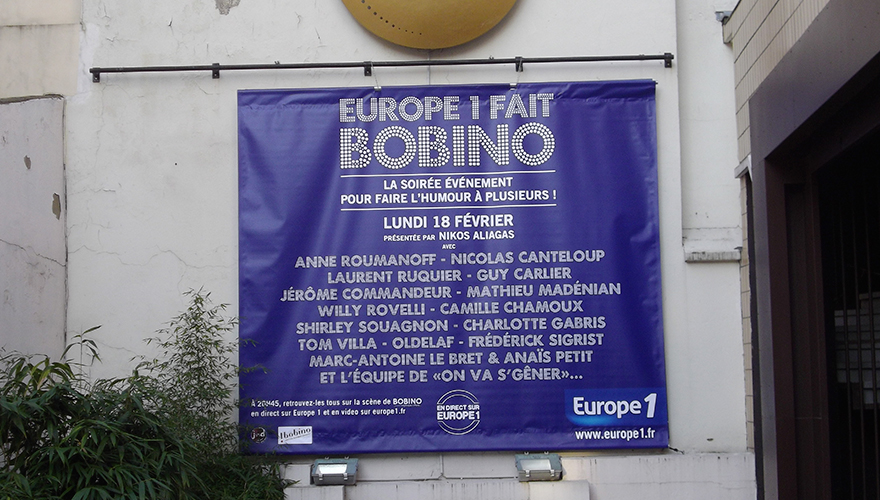 EUROPE 1 FAIT
BOBINO
LA SOIRÉE ÉVÉNEMENT
POUR FAIRE L'HUMOUR À PLUSIEURS !
LUNDI 18 FÉVRIER
PRÉSENTÉE PAR NIKOS ALIAGAS
AVEC
ANNE ROUMANOFF - NICOLAS CANTELOUP
LAURENT RUQUIER - GUY CARLIER
JÉRÔME COMMANDEUR - MATHIEU MADÉNIAN
WILLY ROVELLI - CAMILLE CHAMOUX
SHIRLEY SOUAGNON - CHARLOTTE GABRIS
TOM VILLA - OLDELAF - FRÉDÉRICK SIGRIST
MARC-ANTOINE LE BRET & ANAÏS PETIT
ET L'ÉQUIPE DE «ON VA S'GÊNER»...
À 20H45, retrouvez-les tous sur la scène de BOBINO
en direct sur Europe 1 et en video sur europe1.fr
bobino
EN DIRECT SUR
EUROPE 1
Europe 1
www.europe1.fr